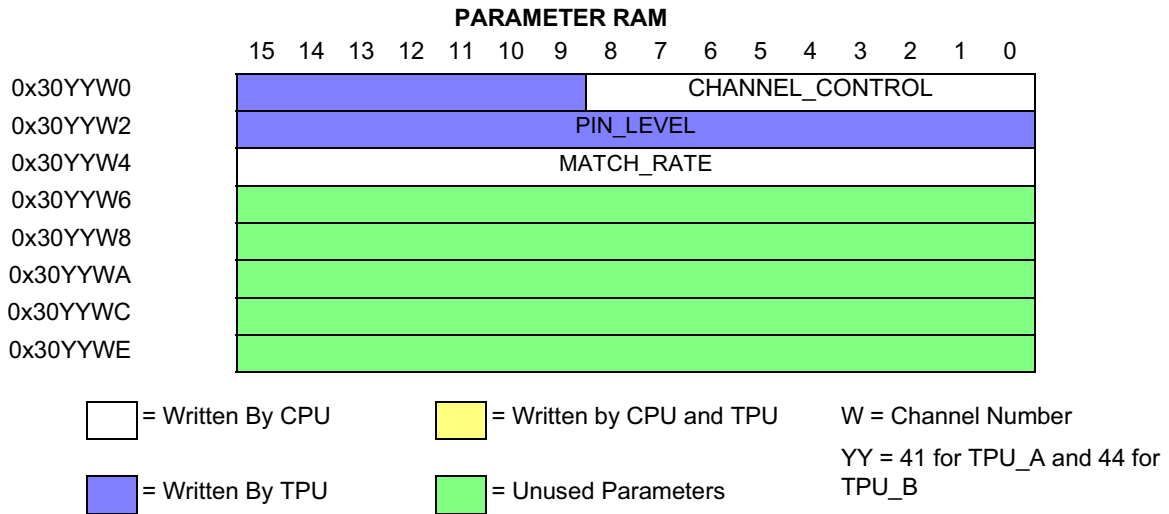 PARAMETER RAM
15 14 13 12 11 10 9 8 7 6 5 4 3 2 1 0
0x30YYW0 CHANNEL_CONTROL
0x30YYW2 PIN_LEVEL
0x30YYW4 MATCH_RATE
0x30YYW6
0x30YYW8
0x30YYWA
0x30YYWC
0x30YYWE
= Written By CPU = Written by CPU and TPU W = Channel Number
= Written By TPU = Unused Parameters YY = 41 for TPU_A and 44 for
TPU_B